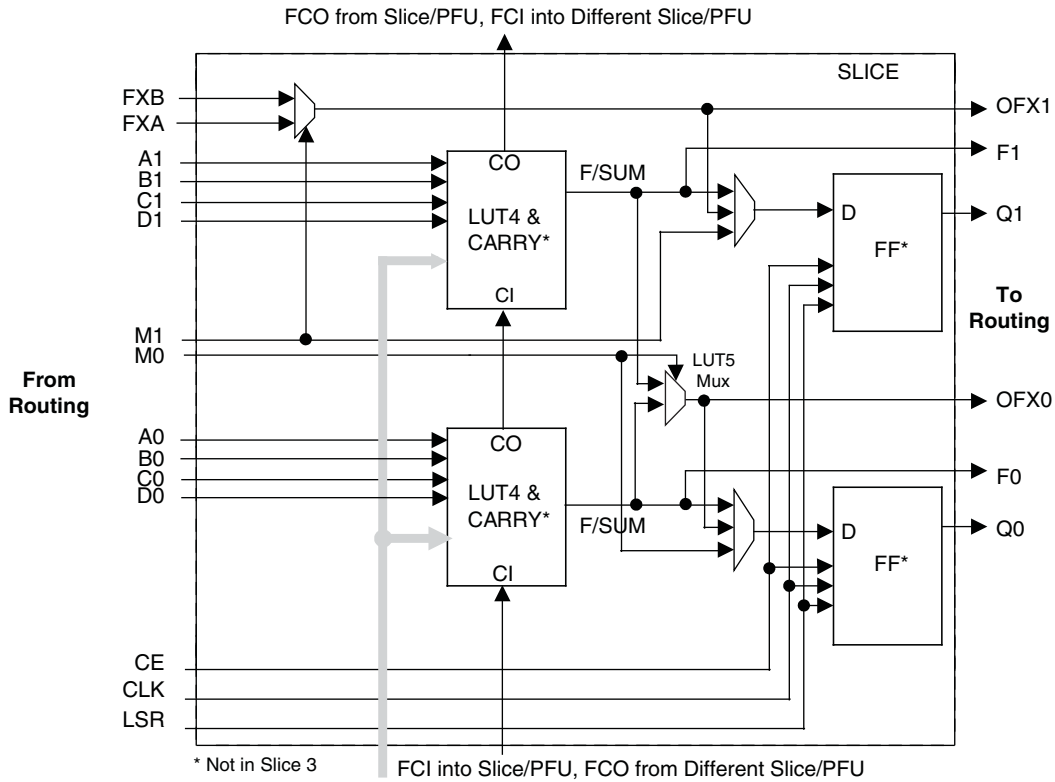 FCO from Slice/PFU, FCI into Different Slice/PFU
SLICE
FXB
FXA
OFX1
A1
B1
C1
D1
CO
LUT4 &
CARRY*
CI
F/SUM
F1
D
FF*
Q1
To
Routing
M1
M0
From
Routing
LUT5
Mux
OFX0
A0
B0
C0
D0
CO
LUT4 &
CARRY*
CI
F/SUM
F0
D
FF*
Q0
CE
CLK
LSR
* Not in Slice 3
FCI into Slice/PFU, FCO from Different Slice/PFU